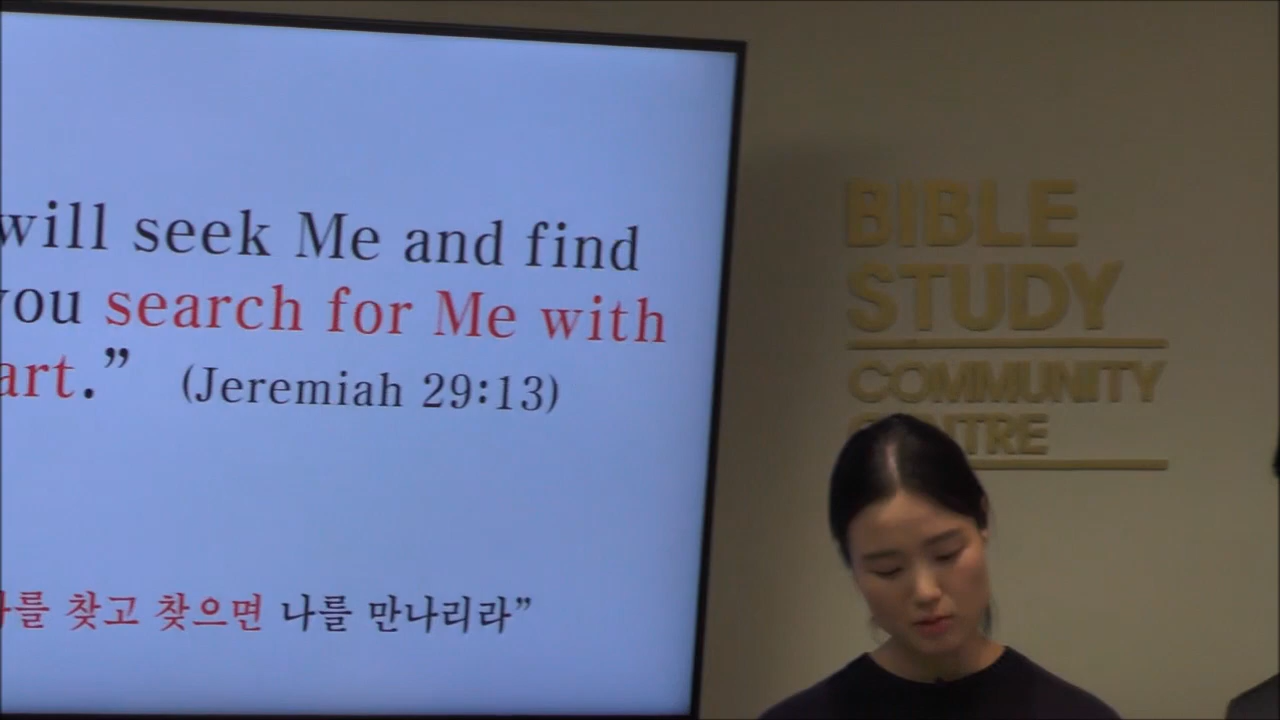 will seek Me and find
you search for Me with
art.” (Jeremiah 29:13)
를 찾고 찾으면 나를 만나리라”
BIBLE
STUDY
COMMUNITY
CENTRE